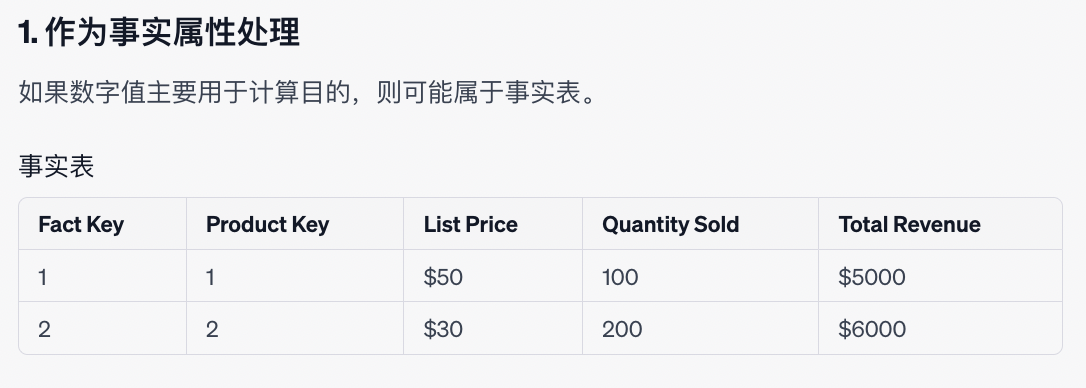 1. 作为事实属性处理
如果数字值主要用于计算目的，则可能属于事实表。
事实表
Fact Key Product Key List Price Quantity Sold Total Revenue
1 1 $50 100 $5000
2 2 $30 200 $6000